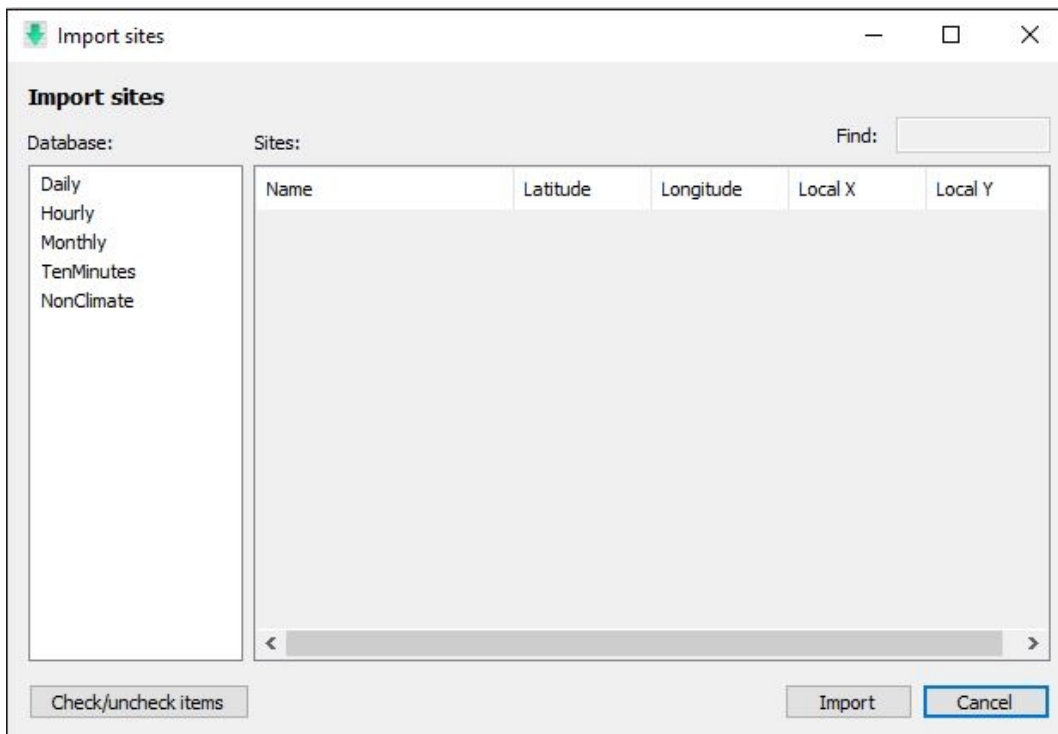 Import sites
Import sites
Find:
Database:
Sites:
Name Latitude Longitude Local X Local Y
Daily
Hourly
Monthly
TenMinutes
NonClimate
Check/uncheck items
Import
Cancel